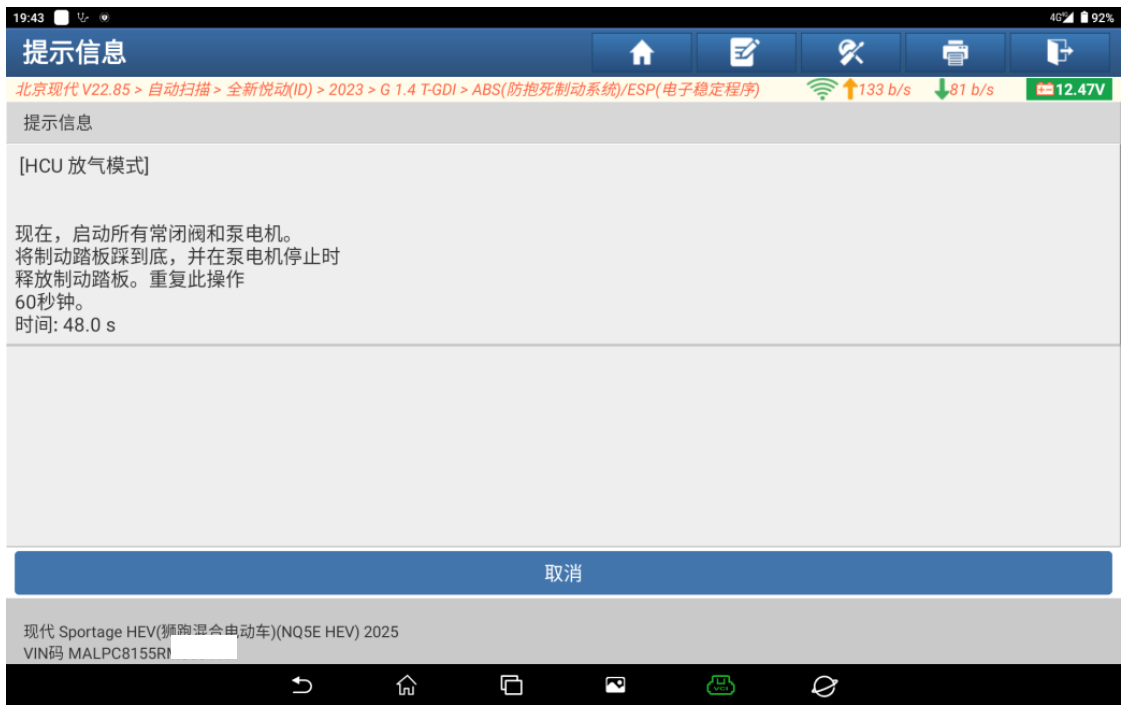 19:43
4G 92%
提示信息
北京现代 V22.85 > 自动扫描 > 全新悦动(ID) > 2023 > G 1.4 T-GDI > ABS(防抱死制动系统)/ESP(电子稳定程序)
133 b/s
81 b/s
12.47V
提示信息
[HCU 放气模式]
现在，启动所有常闭阀和泵电机。
将制动踏板踩到底，并在泵电机停止时
释放制动踏板。重复此操作
60秒钟。
时间: 48.0 s
取消
现代 Sportage HEV(狮跑混合电动车)(NQ5E HEV) 2025
VIN码 MALPC8155R
VCI